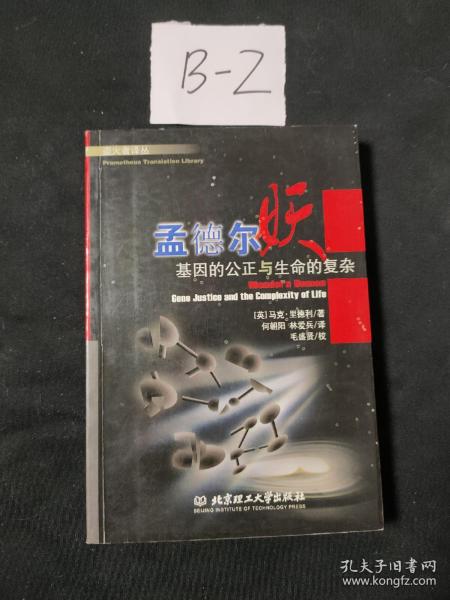 B-2
盗火者译丛
Prometheus Translation Library
孟德尔妖
基因的公正与生命的复杂
Mendel's Demon
Gene Justice and the Complexity of Life
[英]马克·里德利/著
何朝阳 林爱兵/译
毛盛贤/校
北京理工大学出版社
BEIJING INSTITUTE OF TECHNOLOGY PRESS
孔夫子旧书网
www.kongfz.com